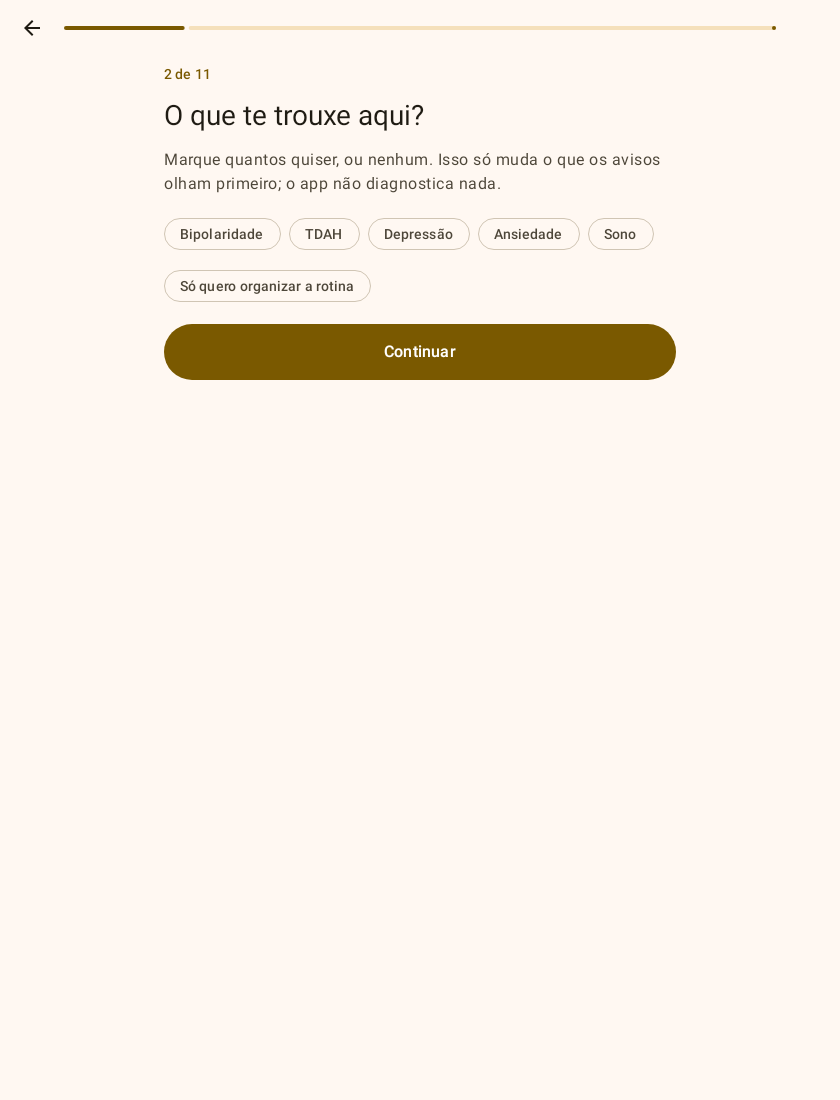 2 de 11
O que te trouxe aqui?
Marque quantos quiser, ou nenhum. Isso só muda o que os avisos
olham primeiro; o app não diagnostica nada.
Bipolaridade
TDAH
Depressão
Ansiedade
Sono
Só quero organizar a rotina
Continuar